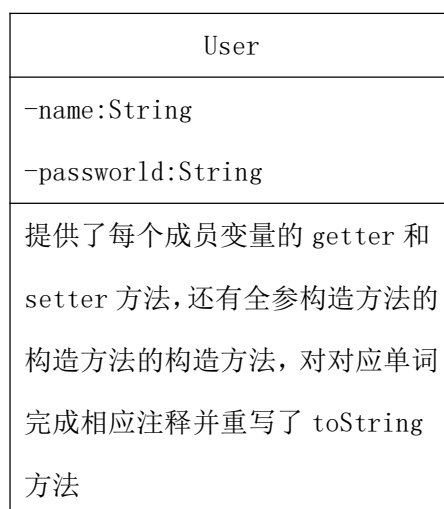 User
-name:String
-passworld:String
提供了每个成员变量的 getter 和
setter 方法,还有全参构造方法的
构造方法的构造方法，对对应单词
完成相应注释并重写了 toString
方法